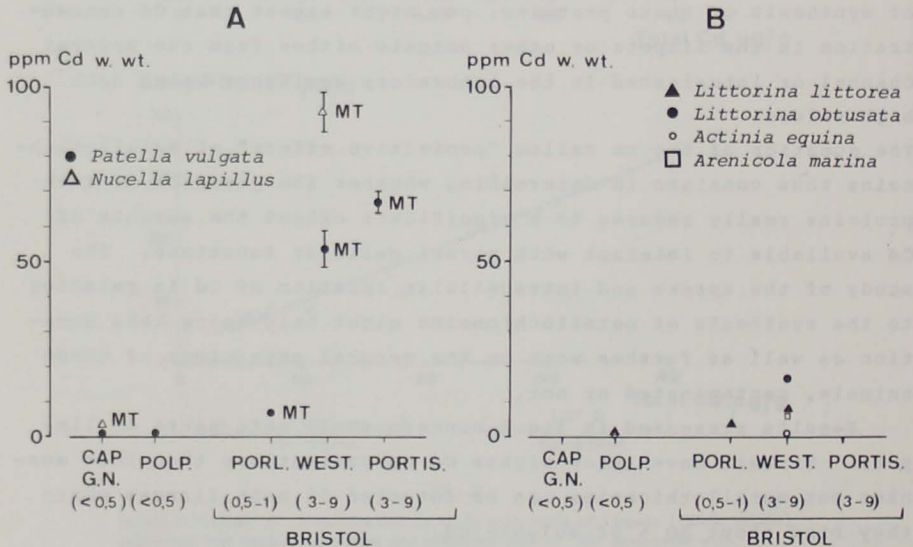 A
ppm Cd w. wt.
100
50
0
● Patella vulgata
△ Nucella lapillus
MT
MT
MT
MT
MT
CAP G.N. POLP. PORL. WEST. PORTIS.
(<0,5) (<0,5) (0,5-1) (3-9) (3-9)
BRISTOL
B
ppm Cd w. wt.
100
50
0
▲ Littorina littorea
● Littorina obtusata
○ Actinia equina
□ Arenicola marina
CAP G.N. POLP. PORL. WEST. PORTIS.
(<0,5) (<0,5) (0,5-1) (3-9) (3-9)
BRISTOL